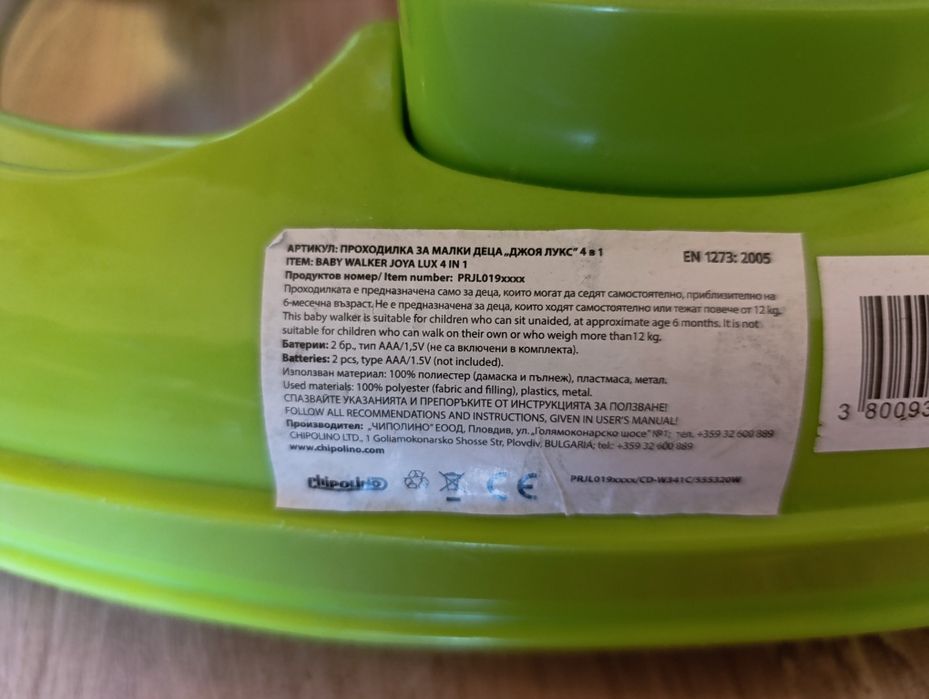 АРТИКУЛ: ПРОХОДИЛКА ЗА МАЛКИ ДЕЦА „ДЖОЯ ЛУКС" 4 в 1
EN 1273: 2005
ITEM: BABY WALKER JOYA LUX 4 IN 1
Продуктов номер/ Item number: PRJL019xxxx
Проходилката е предназначена само за деца, които могат да седят самостоятелно, приблизително на
6-месечна възраст. Не е предназначена за деца, които ходят самостоятелно или тежат повече от 12 kg.
This baby walker is suitable for children who can sit unaided, at approximate age 6 months. It is not
suitable for children who can walk on their own or who weigh more than12 kg.
Батерии: 2 бр., тип ААА/1,5V (не са включени в комплекта).
Batteries: 2 pcs, type AAA/1.5V (not included).
Използван материал: 100% полиестер (дамаска и пълнеж), пластмаса, метал.
Used materials: 100% polyester (fabric and filling), plastics, metal.
СПАЗВАЙТЕ УКАЗАНИЯТА И ПРЕПОРЪКИТЕ ОТ ИНСТРУКЦИЯТА ЗА ПОЛЗВАНЕ!
FOLLOW ALL RECOMMENDATIONS AND INSTRUCTIONS, GIVEN IN USER'S MANUAL!
Производител: „ЧИПОЛИНО" ЕООД, Пловдив, ул. „Голямоконарско шосе" №1; тел. +359 32 600 889
CHIPOLINO LTD., 1 Goliamokonarsko Shosse Str, Plovdiv, BULGARIA; tel.: +359 32 600 889
www.chipolino.com
chipolino CE
PRJL019xxxx/CD-W341C/555320W
3 80093